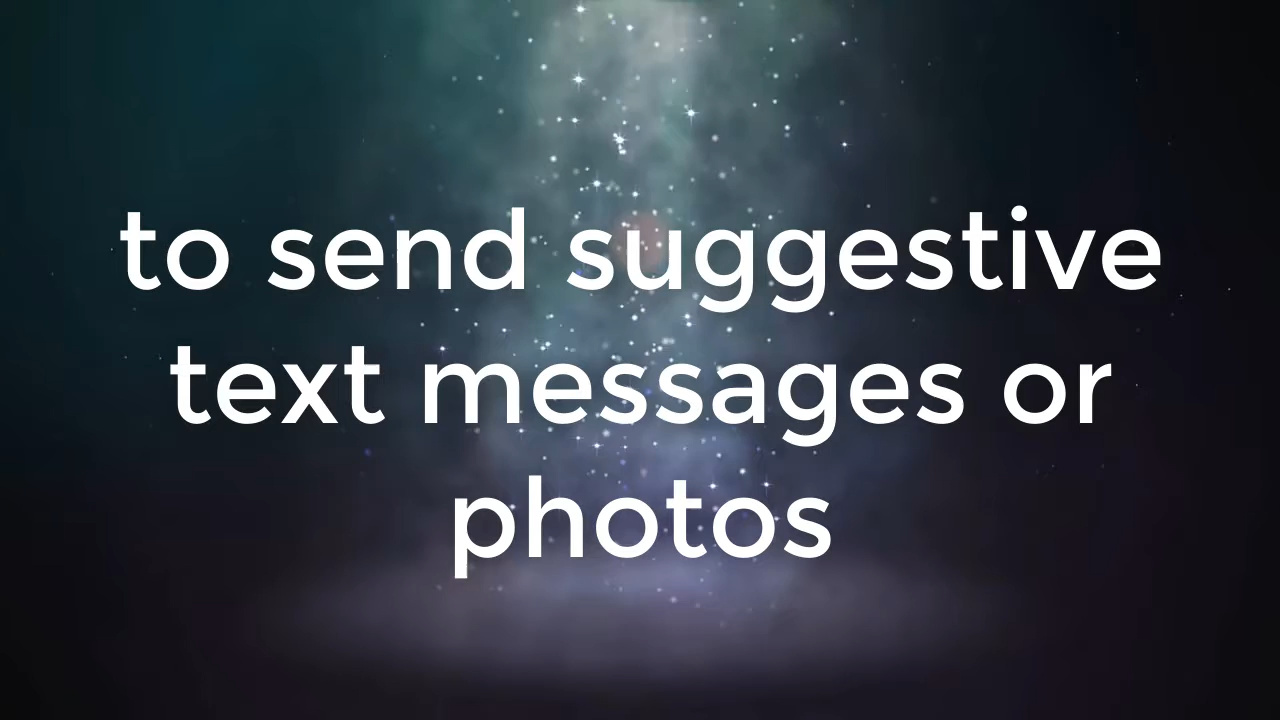 to send suggestive
text messages or
photos